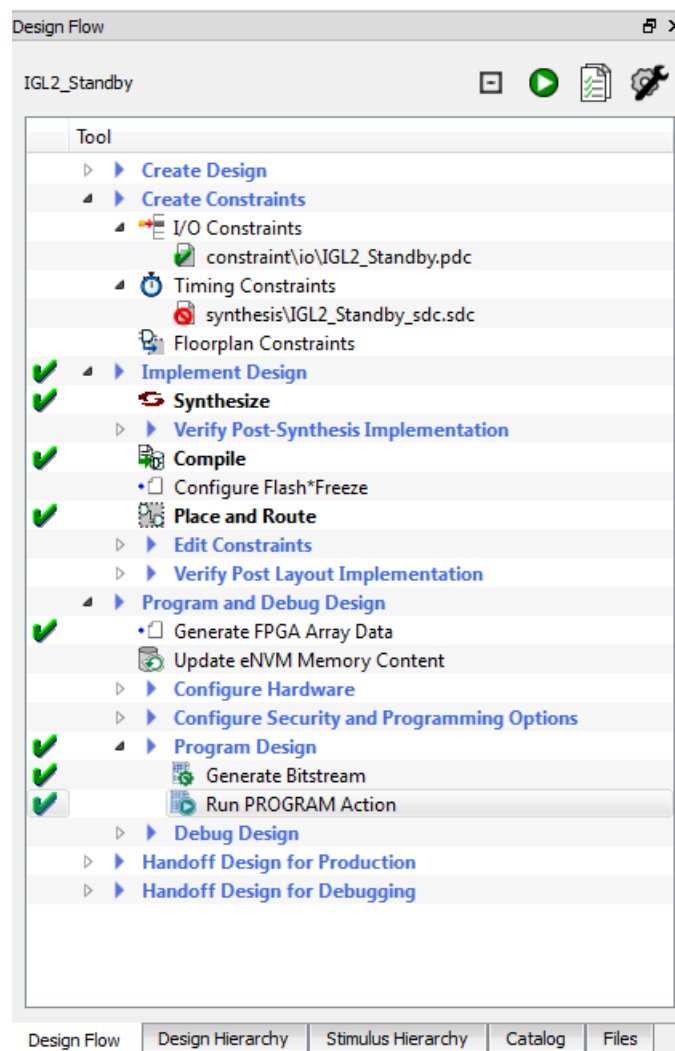 Design Flow
IGL2_Standby
Tool
Create Design
Create Constraints
I/O Constraints
constraint\io\IGL2_Standby.pdc
Timing Constraints
synthesis\IGL2_Standby_sdc.sdc
Floorplan Constraints
Implement Design
Synthesize
Verify Post-Synthesis Implementation
Compile
Configure Flash*Freeze
Place and Route
Edit Constraints
Verify Post Layout Implementation
Program and Debug Design
Generate FPGA Array Data
Update eNVM Memory Content
Configure Hardware
Configure Security and Programming Options
Program Design
Generate Bitstream
Run PROGRAM Action
Debug Design
Handoff Design for Production
Handoff Design for Debugging
Design Flow Design Hierarchy Stimulus Hierarchy Catalog Files